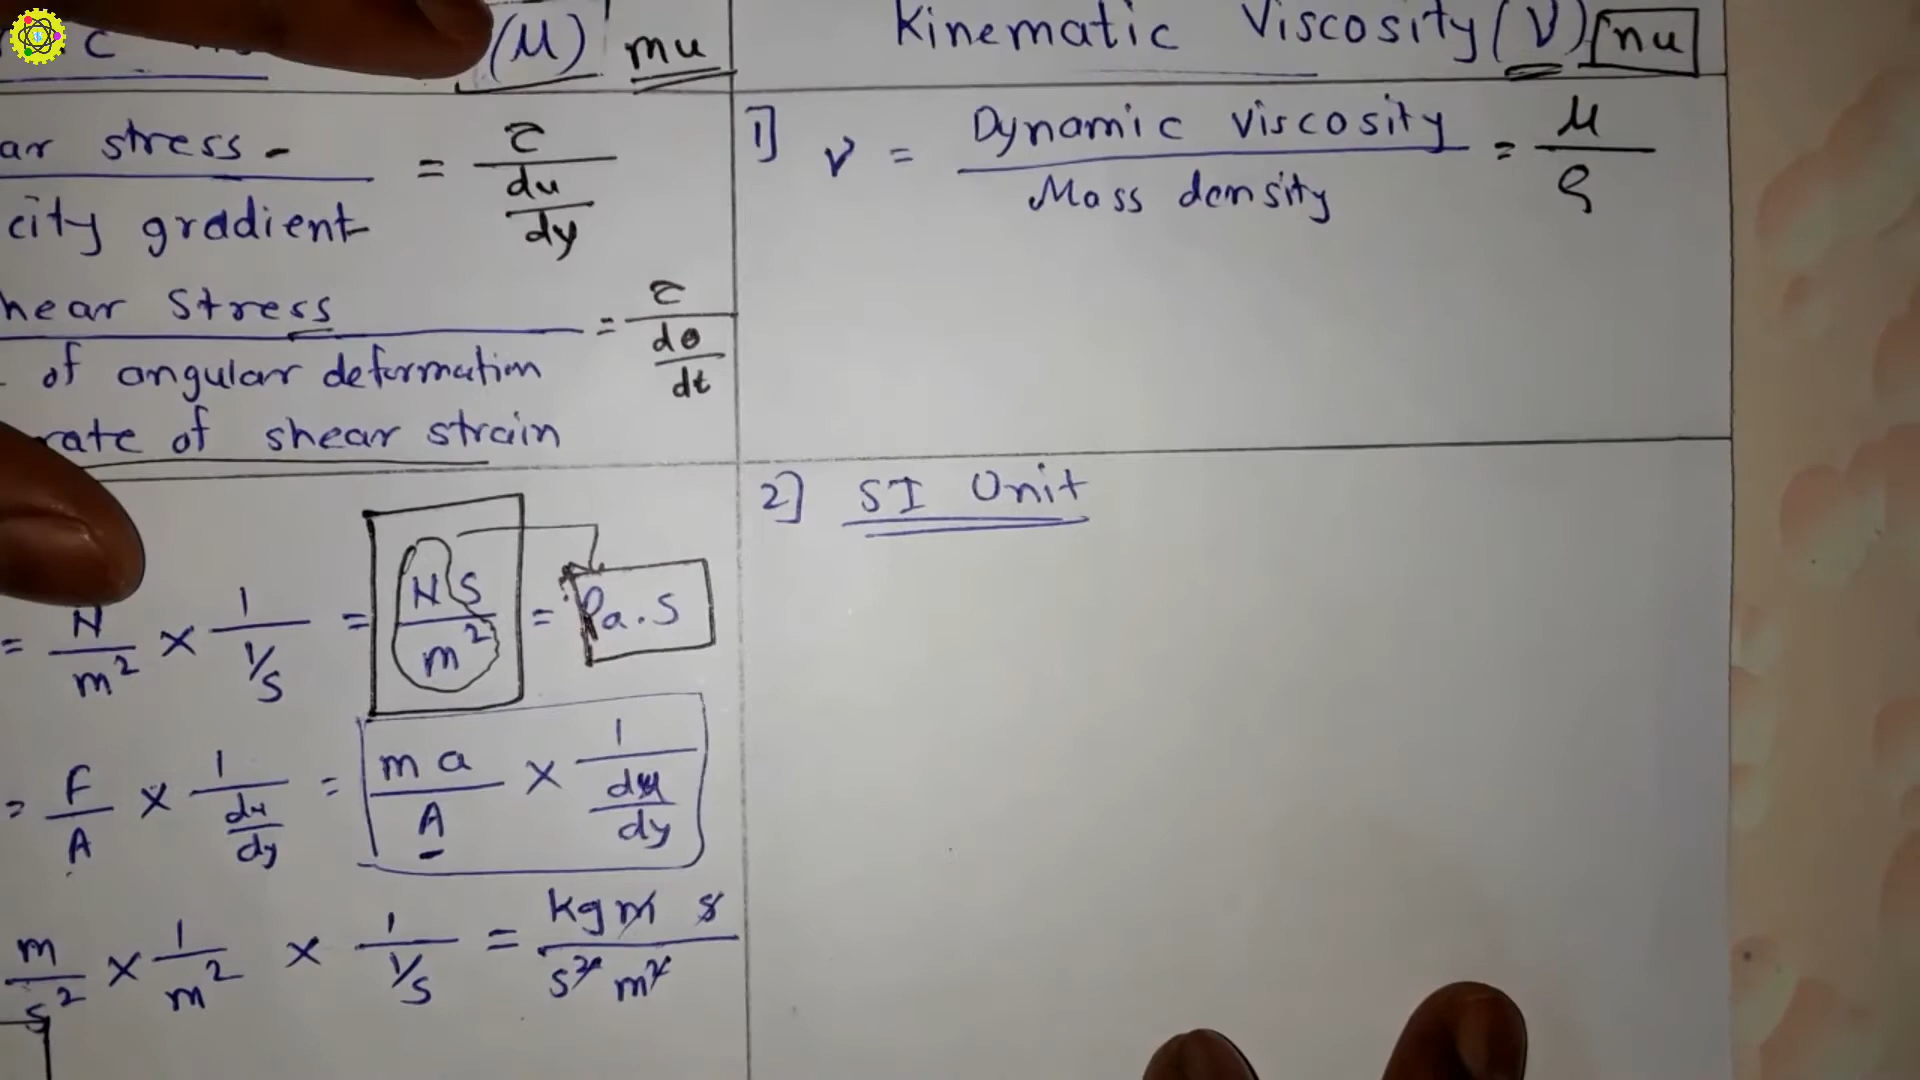 (μ) mu
ar stress = τ / du/dy
city gradient
hear Stress = τ / dθ/dt
of angular deformation
rate of shear strain
= N/m² × 1/(1/s) = NS/m² = Pa.s
= F/A × 1/(du/dy) = ma/A × 1/(du/dy)
m/s² × 1/m² × 1/(1/s) = kg m s / s² m²
Kinematic Viscosity (ν) nu
1] ν = Dynamic viscosity / Mass density = μ/ρ
2] SI Unit